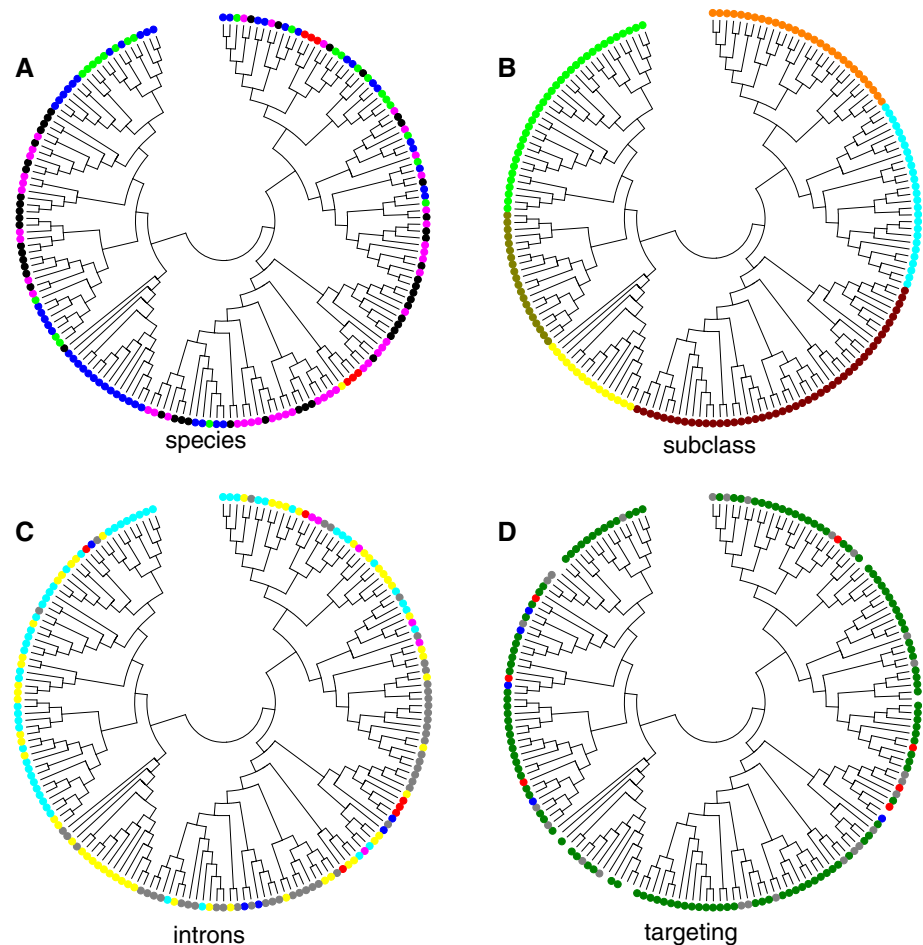 A
B
species
subclass
C
D
introns
targeting